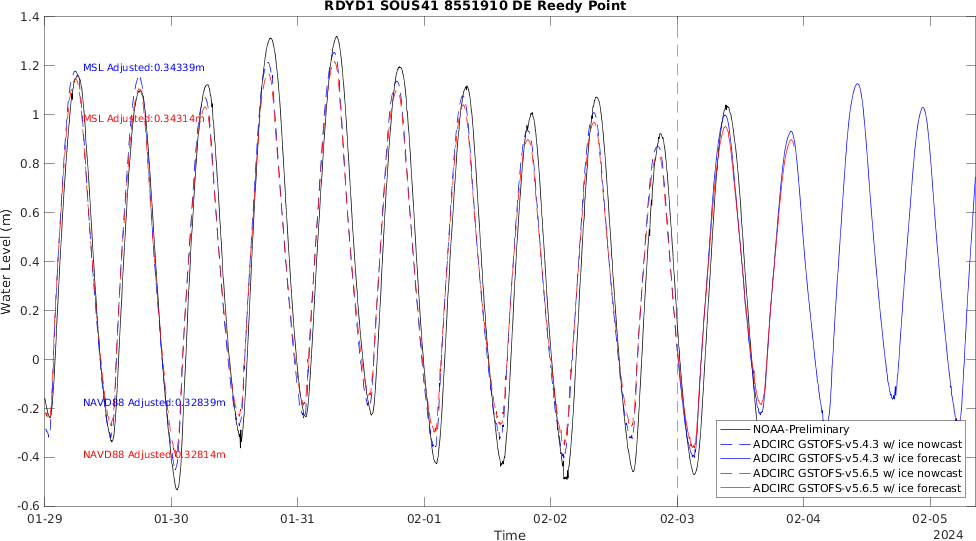 RDYD1 SOUS41 8551910 DE Reedy Point
1.4
1.2
1
0.8
0.6
0.4
0.2
0
-0.2
-0.4
-0.6
Water Level (m)
MSL Adjusted:0.34339m
MSL Adjusted:0.34314m
NAVD88 Adjusted:0.32839m
NAVD88 Adjusted:0.32814m
NOAA-Preliminary
ADCIRC GSTOFS-v5.4.3 w/ ice nowcast
ADCIRC GSTOFS-v5.4.3 w/ ice forecast
ADCIRC GSTOFS-v5.6.5 w/ ice nowcast
ADCIRC GSTOFS-v5.6.5 w/ ice forecast
01-29 01-30 01-31 02-01 02-02 02-03 02-04 02-05
Time
2024